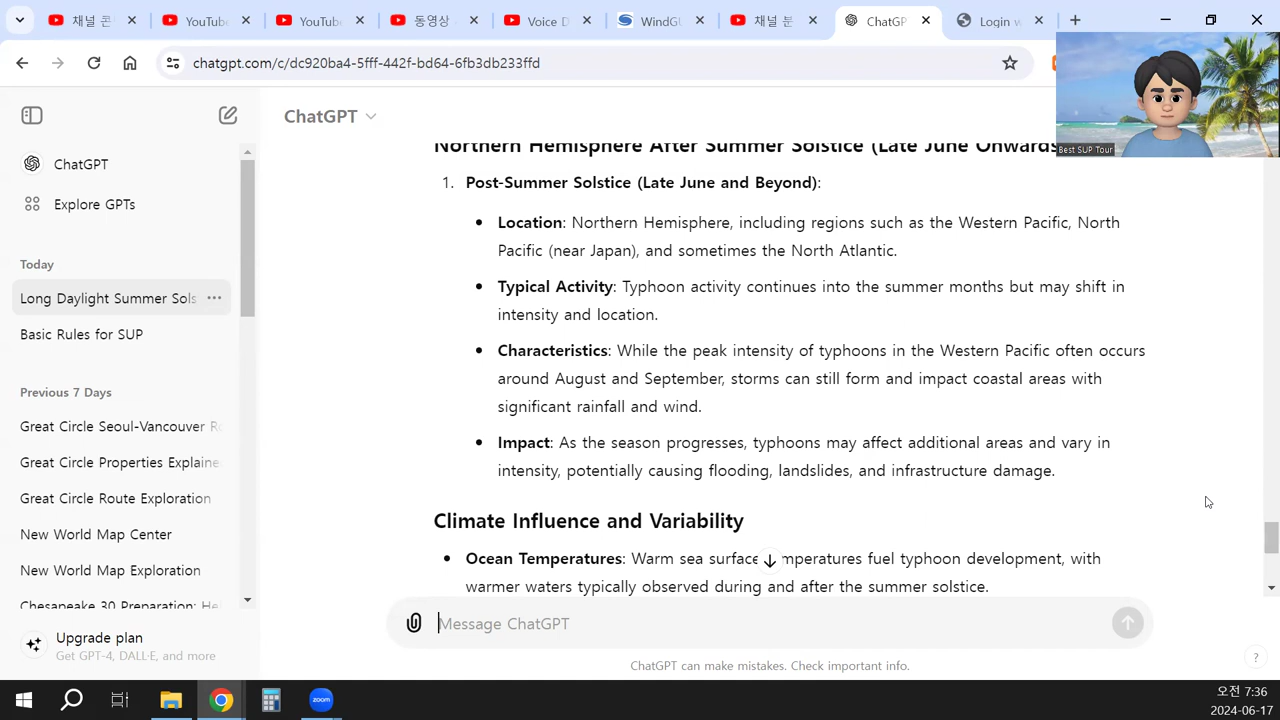 채널 콘
YouTube
YouTube
동영상
Voice D
WindGU
채널 분
ChatGP
Login w
chatgpt.com/c/dc920ba4-5fff-442f-bd64-6fb3db233ffd
Best SUP Tour
ChatGPT
ChatGPT
Explore GPTs
Today
Long Daylight Summer Sols
Basic Rules for SUP
Previous 7 Days
Great Circle Seoul-Vancouver Ro
Great Circle Properties Explaine
Great Circle Route Exploration
New World Map Center
New World Map Exploration
Chesapeake 30 Preparation: He
Upgrade plan
Get GPT-4, DALL·E, and more
Northern Hemisphere After Summer Solstice (Late June Onwards
1. Post-Summer Solstice (Late June and Beyond):
• Location: Northern Hemisphere, including regions such as the Western Pacific, North
Pacific (near Japan), and sometimes the North Atlantic.
• Typical Activity: Typhoon activity continues into the summer months but may shift in
intensity and location.
• Characteristics: While the peak intensity of typhoons in the Western Pacific often occurs
around August and September, storms can still form and impact coastal areas with
significant rainfall and wind.
• Impact: As the season progresses, typhoons may affect additional areas and vary in
intensity, potentially causing flooding, landslides, and infrastructure damage.
Climate Influence and Variability
• Ocean Temperatures: Warm sea surface mperatures fuel typhoon development, with
warmer waters typically observed during and after the summer solstice.
Message ChatGPT
ChatGPT can make mistakes. Check important info.
?
zoom
오전 7:36
2024-06-17